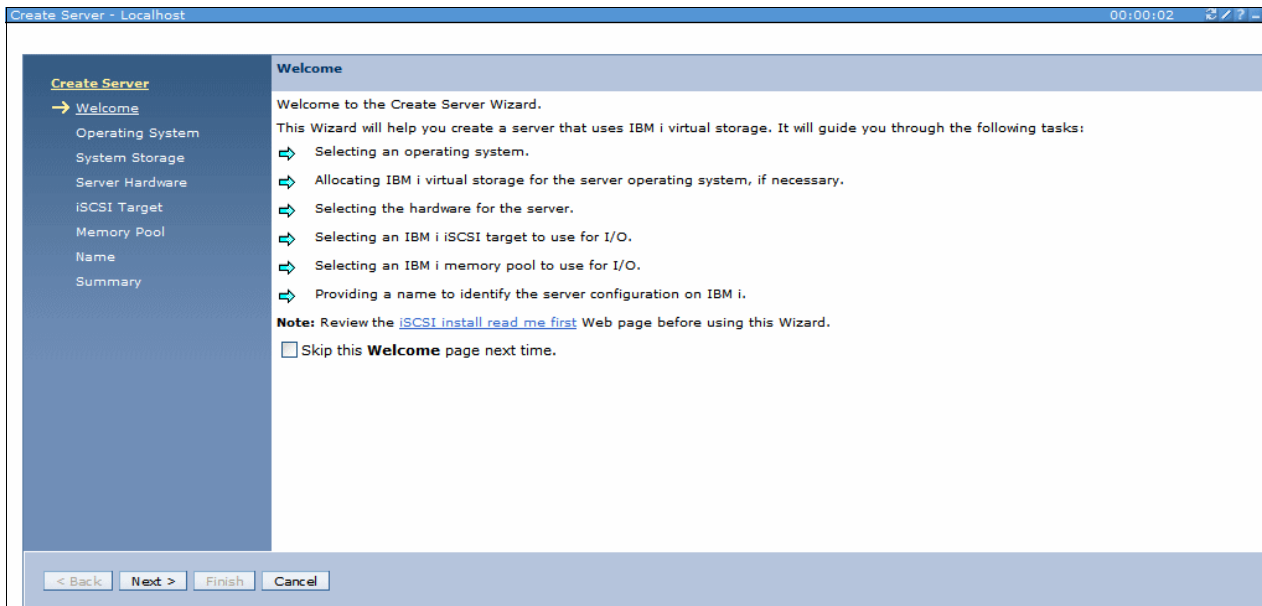 Create Server - Localhost 00:00:02 ?
Create Server
Welcome
Operating System
System Storage
Server Hardware
iSCSI Target
Memory Pool
Name
Summary
Welcome
Welcome to the Create Server Wizard.
This Wizard will help you create a server that uses IBM i virtual storage. It will guide you through the following tasks:
Selecting an operating system.
Allocating IBM i virtual storage for the server operating system, if necessary.
Selecting the hardware for the server.
Selecting an IBM i iSCSI target to use for I/O.
Selecting an IBM i memory pool to use for I/O.
Providing a name to identify the server configuration on IBM i.
Note: Review the iSCSI install read me first Web page before using this Wizard.
Skip this Welcome page next time.
< Back Next > Finish Cancel